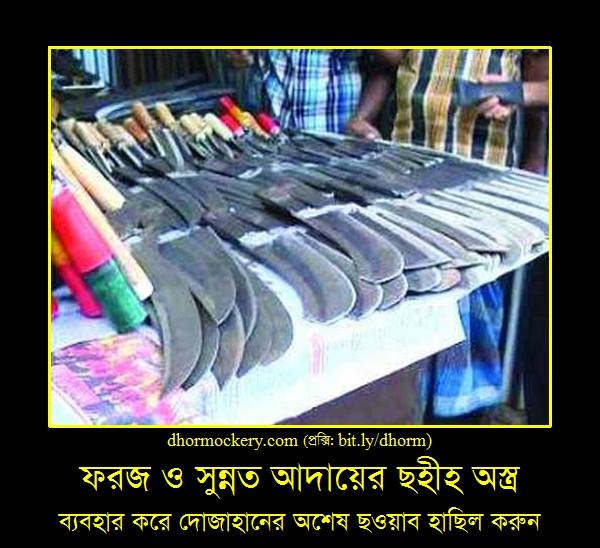 dhormockery.com (প্রক্সি: bit.ly/dhorm)
ফরজ ও সুন্নত আদায়ের ছহীহ অস্ত্র
ব্যবহার করে দোজাহানের অশেষ ছওয়াব হাছিল করুন